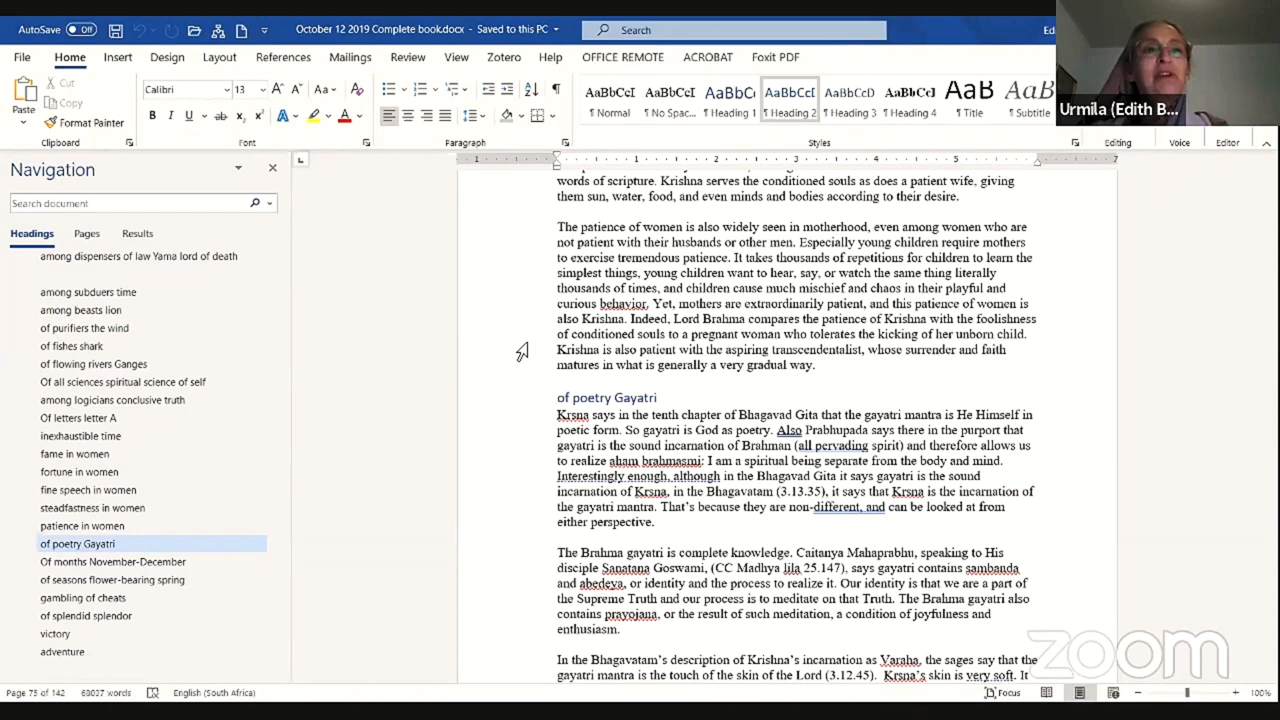 AutoSave Off October 12 2019 Complete book.docx - Saved to this PC Search Ed
File Home Insert Design Layout References Mailings Review View Zotero Help OFFICE REMOTE ACROBAT Foxit PDF
Urmila (Edith B...
Paste
Cut
Copy
Format Painter
Clipboard
Calibri 13
Font
Paragraph
AaBbCcI AaBbCcI AaBbC AaBbC( AaBbCcD AaBbCcI AaB AaB
¶ Normal ¶ No Spac... ¶ Heading 1 ¶ Heading 2 ¶ Heading 3 ¶ Heading 4 ¶ Title ¶ Subtitle
Styles
Editing Voice Editor
Navigation
Search document
Headings Pages Results
among dispensers of law Yama lord of death
among subduers time
among beasts lion
of purifiers the wind
of fishes shark
of flowing rivers Ganges
Of all sciences spiritual science of self
among logicians conclusive truth
Of letters letter A
inexhaustible time
fame in women
fortune in women
fine speech in women
steadfastness in women
patience in women
of poetry Gayatri
Of months November-December
of seasons flower-bearing spring
gambling of cheats
of splendid splendor
victory
adventure
1 1 2 3 4 5 7
words of scripture. Krishna serves the conditioned souls as does a patient wife, giving
them sun, water, food, and even minds and bodies according to their desire.
The patience of women is also widely seen in motherhood, even among women who are
not patient with their husbands or other men. Especially young children require mothers
to exercise tremendous patience. It takes thousands of repetitions for children to learn the
simplest things, young children want to hear, say, or watch the same thing literally
thousands of times, and children cause much mischief and chaos in their playful and
curious behavior. Yet, mothers are extraordinarily patient, and this patience of women is
also Krishna. Indeed, Lord Brahma compares the patience of Krishna with the foolishness
of conditioned souls to a pregnant woman who tolerates the kicking of her unborn child.
Krishna is also patient with the aspiring transcendentalist, whose surrender and faith
matures in what is generally a very gradual way.
of poetry Gayatri
Krsna says in the tenth chapter of Bhagavad Gita that the gayatri mantra is He Himself in
poetic form. So gayatri is God as poetry. Also Prabhupada says there in the purport that
gayatri is the sound incarnation of Brahman (all pervading spirit) and therefore allows us
to realize aham brahmasmi: I am a spiritual being separate from the body and mind.
Interestingly enough, although in the Bhagavad Gita it says gayatri is the sound
incarnation of Krsna, in the Bhagavatam (3.13.35), it says that Krsna is the incarnation of
the gayatri mantra. That’s because they are non-different, and can be looked at from
either perspective.
The Brahma gayatri is complete knowledge. Caitanya Mahaprabhu, speaking to His
disciple Sanatana Goswami, (CC Madhya lila 25.147), says gayatri contains sambanda
and abedeya, or identity and the process to realize it. Our identity is that we are a part of
the Supreme Truth and our process is to meditate on that Truth. The Brahma gayatri also
contains prayojana, or the result of such meditation, a condition of joyfulness and
enthusiasm.
In the Bhagavatam’s description of Krishna’s incarnation as Varaha, the sages say that the
gayatri mantra is the touch of the skin of the Lord (3.12.45). Krsna’s skin is very soft. It
zoom
Page 75 of 142 68027 words English (South Africa) Focus 100%